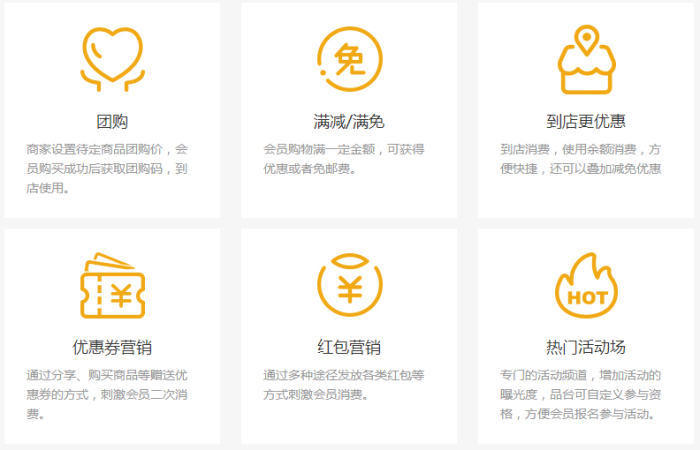 免
团购
满减/满免
到店更优惠
商家设置待定商品团购价，会
员购买成功后获取团购码，到
店使用。
会员购物满一定金额，可获得
优惠或者免邮费。
到店消费，使用余额消费，方
便快捷，还可以叠加减免优惠
¥
¥
HOT
优惠券营销
红包营销
热门活动场
通过分享、购买商品等赠送优
惠券的方式，刺激会员二次消
费。
通过多种途径发放各类红包等
方式刺激会员消费。
专门的活动频道，增加活动的
曝光度，品台可自定义参与资
格，方便会员报名参与活动。